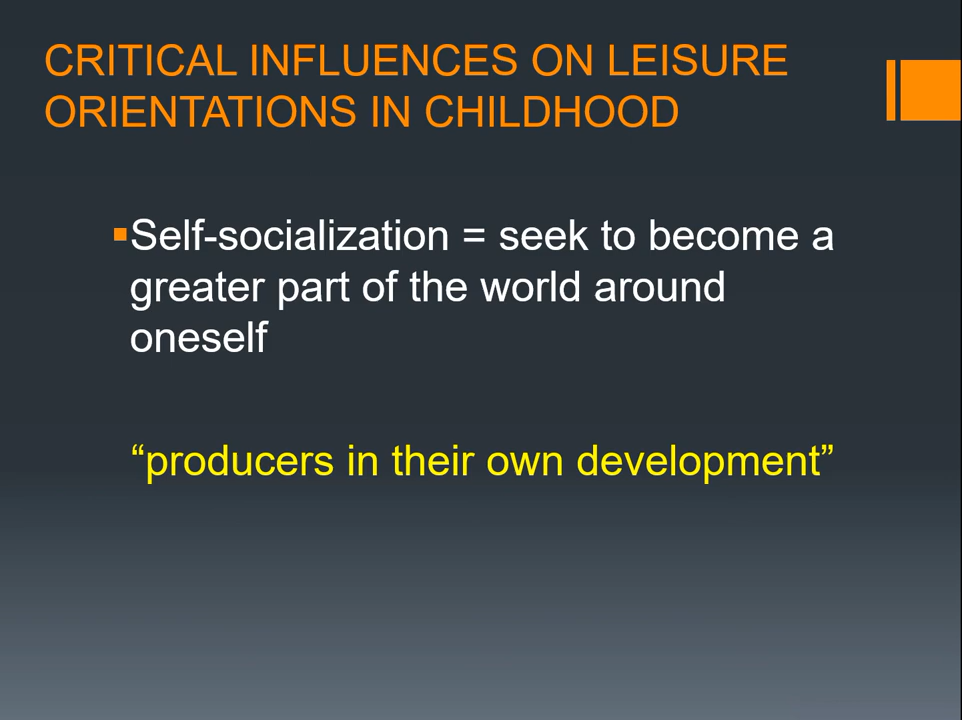 CRITICAL INFLUENCES ON LEISURE
ORIENTATIONS IN CHILDHOOD
Self-socialization = seek to become a
greater part of the world around
oneself
“producers in their own development”